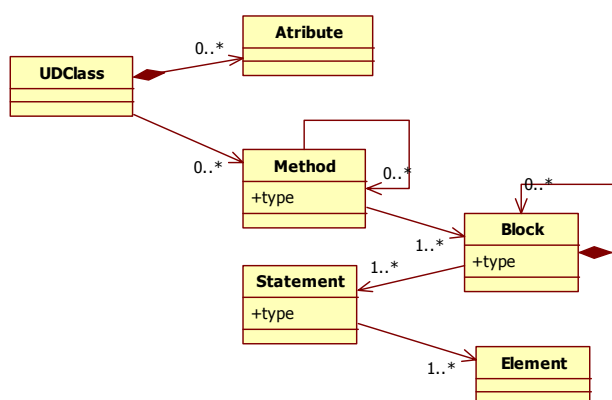 Atribute
0..*
UDClass
0..*
Method
+type
0..*
0..*
Block
+type
1..*
1..*
Statement
+type
1..*
Element